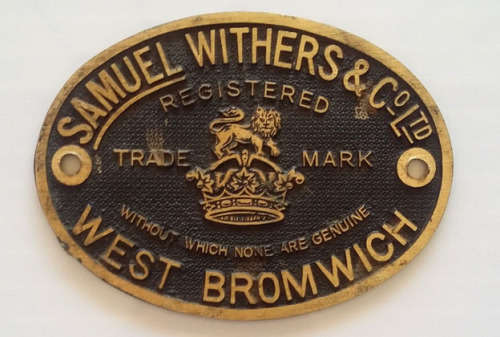 SAMUEL WITHERS & Co LTD
REGISTERED
TRADE MARK
WITHOUT WHICH NONE ARE GENUINE
WEST BROMWICH